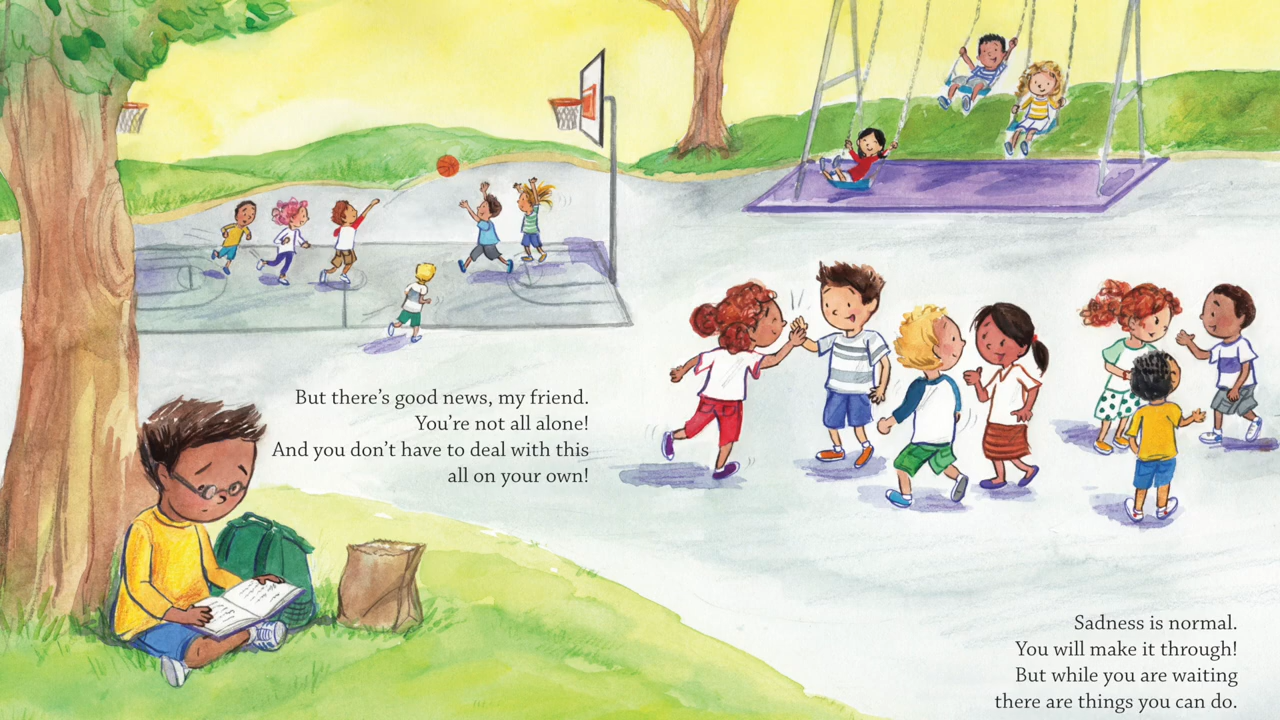 But there's good news, my friend.
You're not all alone!
And you don't have to deal with this
all on your own!
Sadness is normal.
You will make it through!
But while you are waiting
there are things you can do.